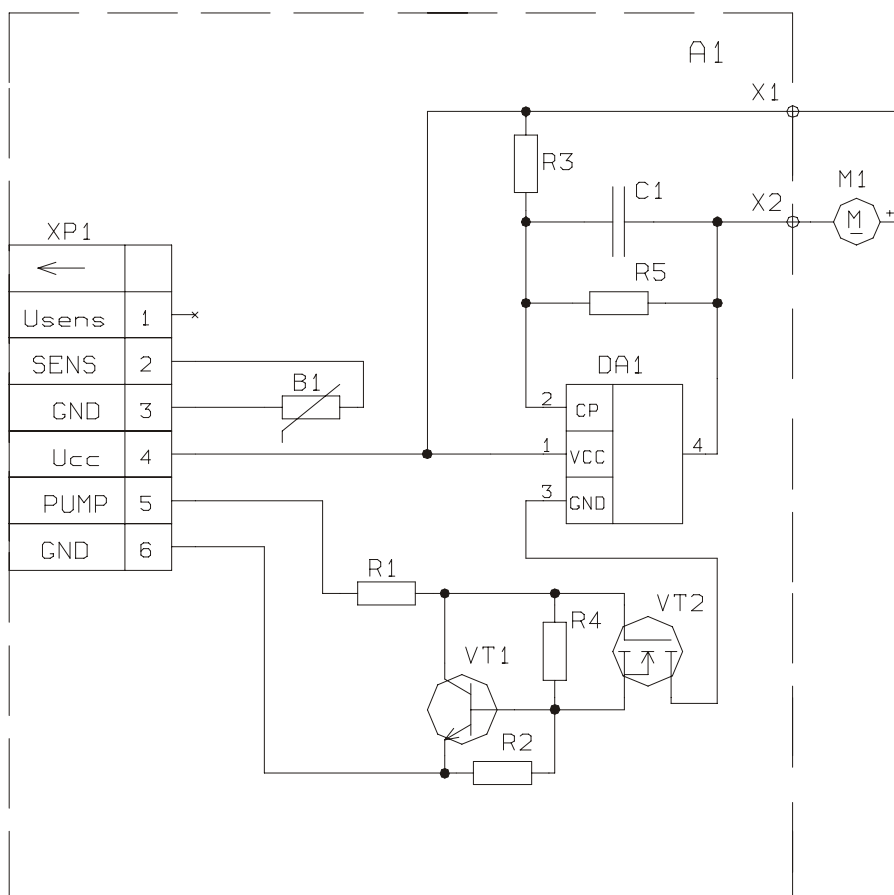 A1
X1
R3
C1
M1
X2
M
+
XP1
R5
Usens 1
SENS 2
B1
DA1
GND 3
2 CP
Ucc 4
1 VCC
4
PUMP 5
3 GND
GND 6
R1
R4
VT2
VT1
R2